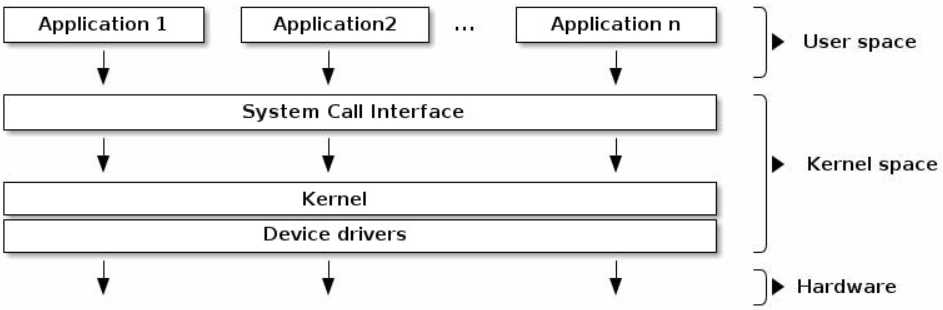 Application 1
Application2
...
Application n
User space
System Call Interface
Kernel space
Kernel
Device drivers
Hardware